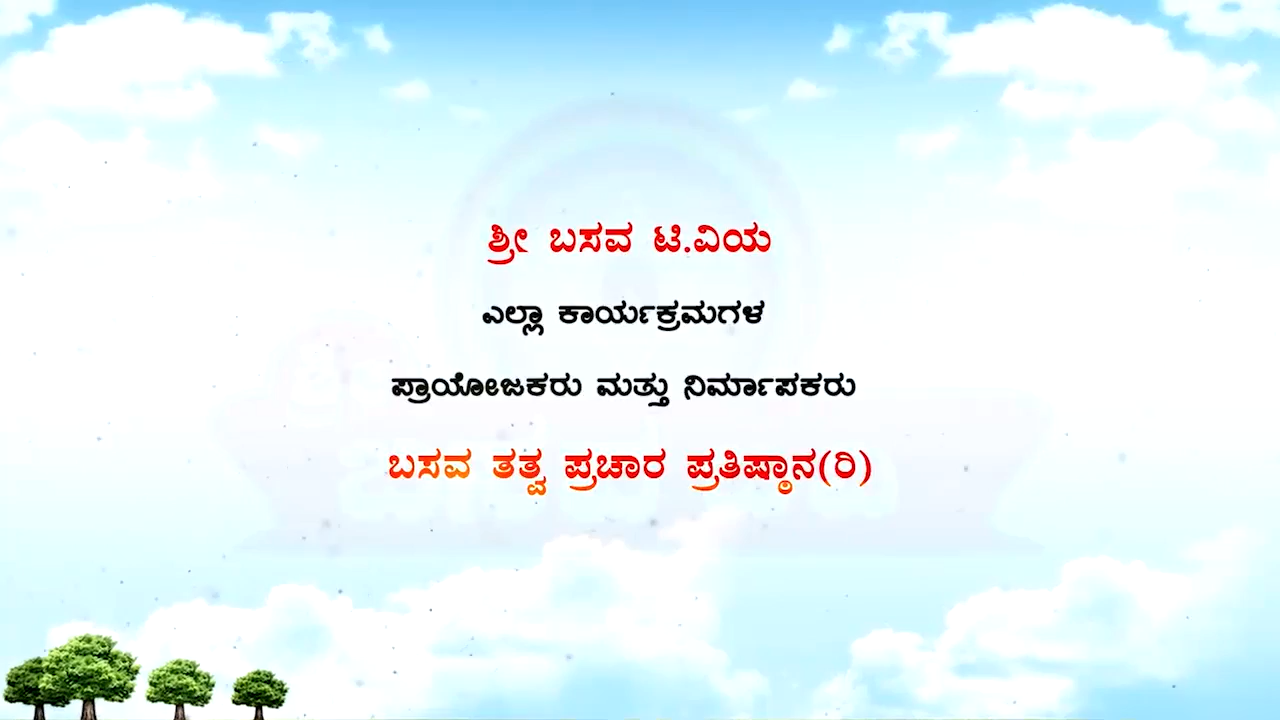 ಶ್ರೀ ಬಸವ ಟಿ.ವಿಯ
ಎಲ್ಲಾ ಕಾರ್ಯಕ್ರಮಗಳ
ಪ್ರಾಯೋಜಕರು ಮತ್ತು ನಿರ್ಮಾಪಕರು
ಬಸವ ತತ್ವ ಪ್ರಚಾರ ಪ್ರತಿಷ್ಠಾನ(ರಿ)